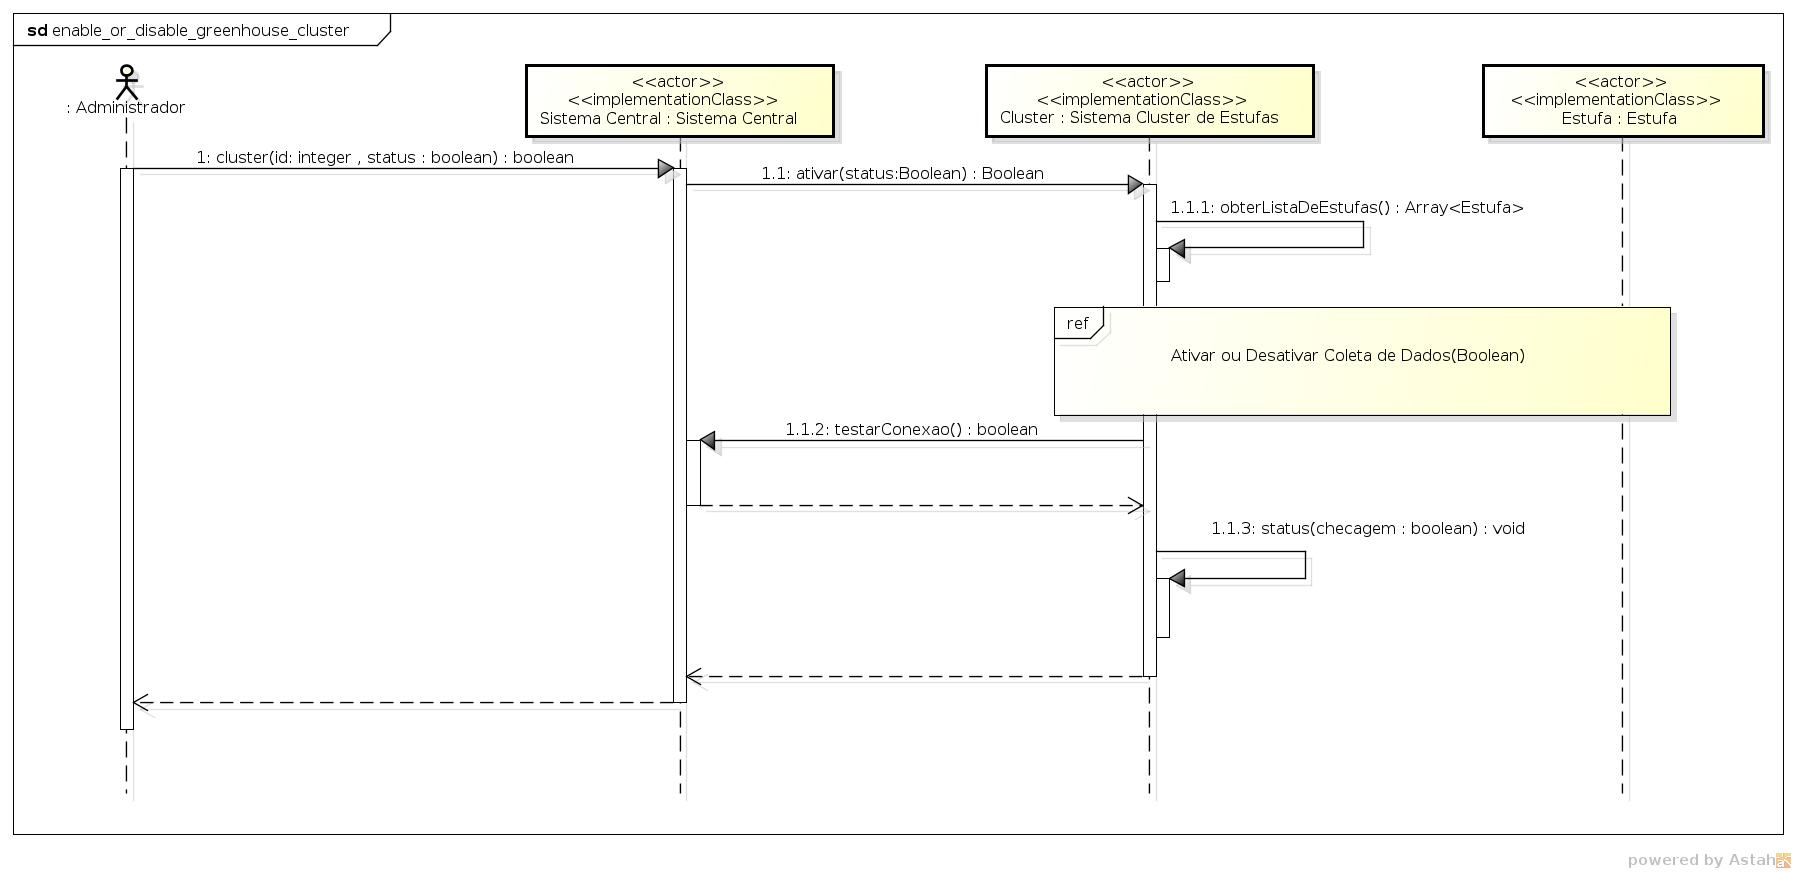 sd enable_or_disable_greenhouse_cluster
: Administrador
<<actor>>
<<implementationClass>>
Sistema Central : Sistema Central
<<actor>>
<<implementationClass>>
Cluster : Sistema Cluster de Estufas
<<actor>>
<<implementationClass>>
Estufa : Estufa
1: cluster(id: integer , status : boolean) : boolean
1.1: ativar(status:Boolean) : Boolean
1.1.1: obterListaDeEstufas() : Array<Estufa>
ref
Ativar ou Desativar Coleta de Dados(Boolean)
1.1.2: testarConexao() : boolean
1.1.3: status(checagem : boolean) : void
powered by Astah